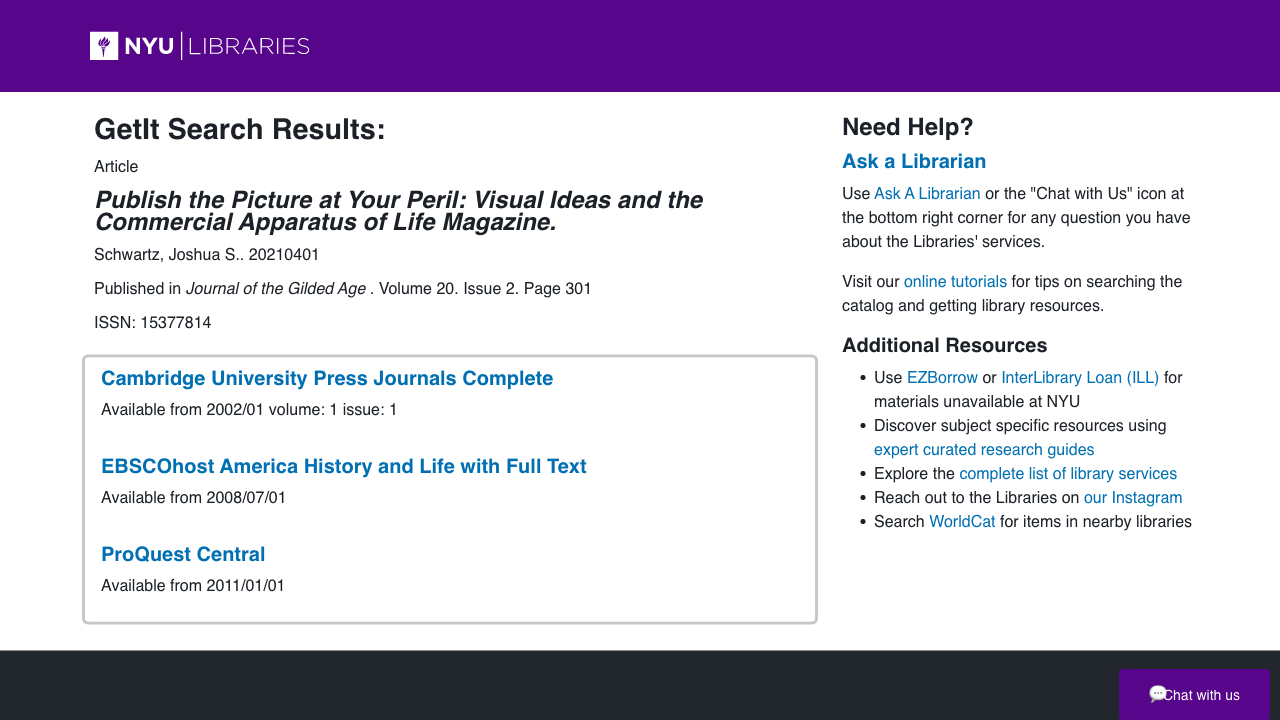 NYU LIBRARIES
GetIt Search Results:
Article
Publish the Picture at Your Peril: Visual Ideas and the
Commercial Apparatus of Life Magazine.
Schwartz, Joshua S.. 20210401
Published in Journal of the Gilded Age . Volume 20. Issue 2. Page 301
ISSN: 15377814
Cambridge University Press Journals Complete
Available from 2002/01 volume: 1 issue: 1
EBSCOhost America History and Life with Full Text
Available from 2008/07/01
ProQuest Central
Available from 2011/01/01
Need Help?
Ask a Librarian
Use Ask A Librarian or the "Chat with Us" icon at
the bottom right corner for any question you have
about the Libraries' services.
Visit our online tutorials for tips on searching the
catalog and getting library resources.
Additional Resources
• Use EZBorrow or InterLibrary Loan (ILL) for
materials unavailable at NYU
• Discover subject specific resources using
expert curated research guides
• Explore the complete list of library services
• Reach out to the Libraries on our Instagram
• Search WorldCat for items in nearby libraries
Chat with us